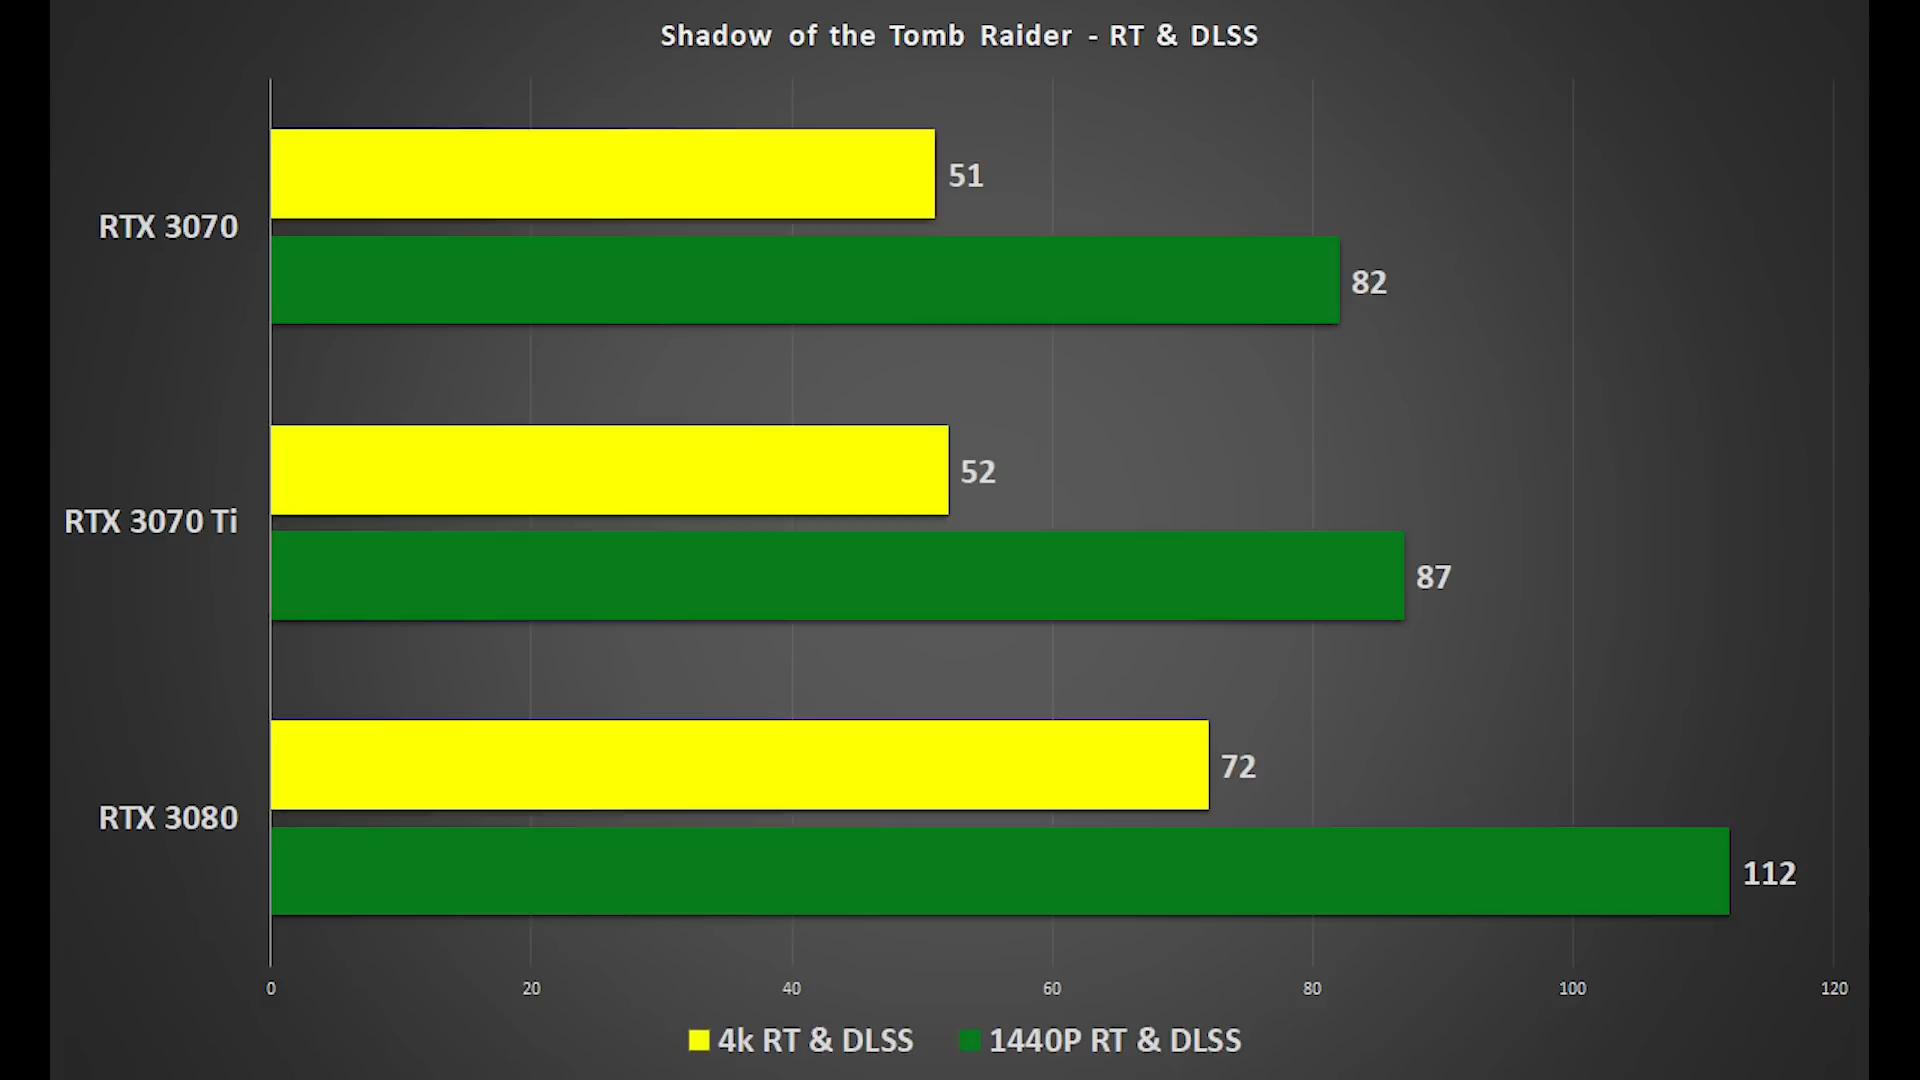 Shadow of the Tomb Raider - RT & DLSS
RTX 3070
51
82
RTX 3070 Ti
52
87
RTX 3080
72
112
0 20 40 60 80 100 120
4k RT & DLSS 1440P RT & DLSS